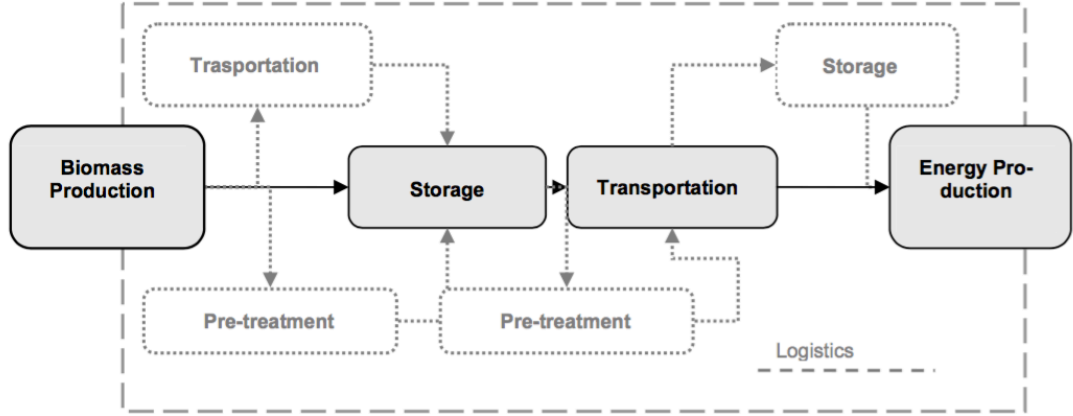 Trasportation
Storage
Biomass
Production
Storage
Transportation
Energy Pro-
duction
Pre-treatment
Pre-treatment
Logistics